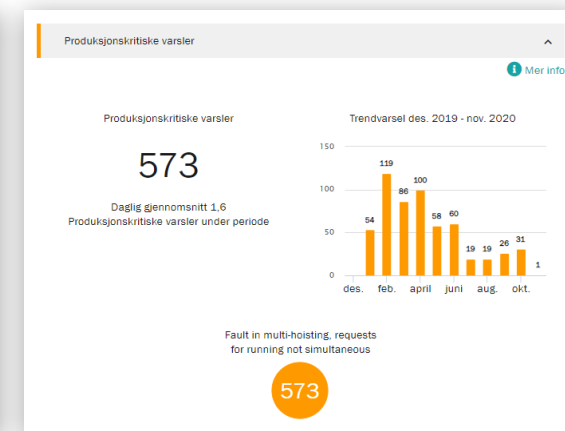 Produksjonskritiske varsler
Mer info
Produksjonskritiske varsler
573
Daglig gjennomsnitt 1,6
Produksjonskritiske varsler under periode
Trendvarsel des. 2019 - nov. 2020
150
100
50
0
54
119
86
100
58
60
19
19
26
31
1
des. feb. april juni aug. okt.
Fault in multi-hoisting, requests
for running not simultaneous
573